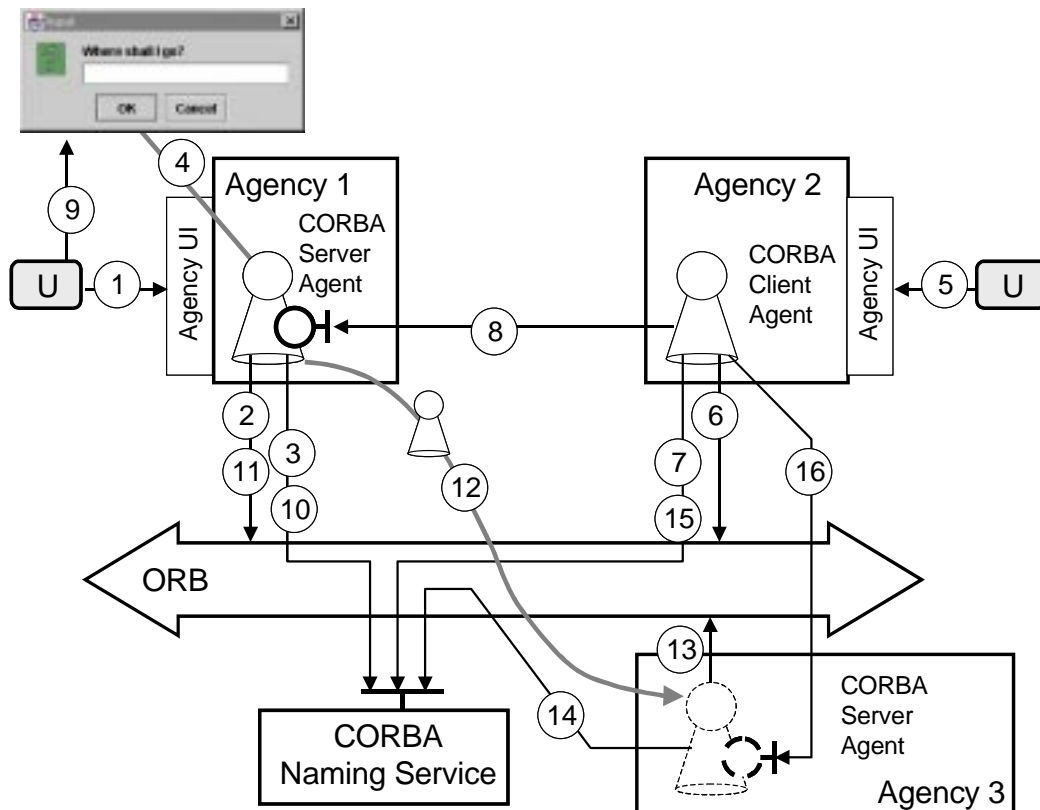 Input
Where shall I go?
OK
Cancel
4
9
Agency 1
Agency 2
CORBA
Server
Agent
CORBA
Client
Agent
Agency UI
Agency UI
U
1
5
U
8
2
6
3
7
11
12
16
10
15
ORB
13
CORBA
Server
Agent
14
CORBA
Naming Service
Agency 3